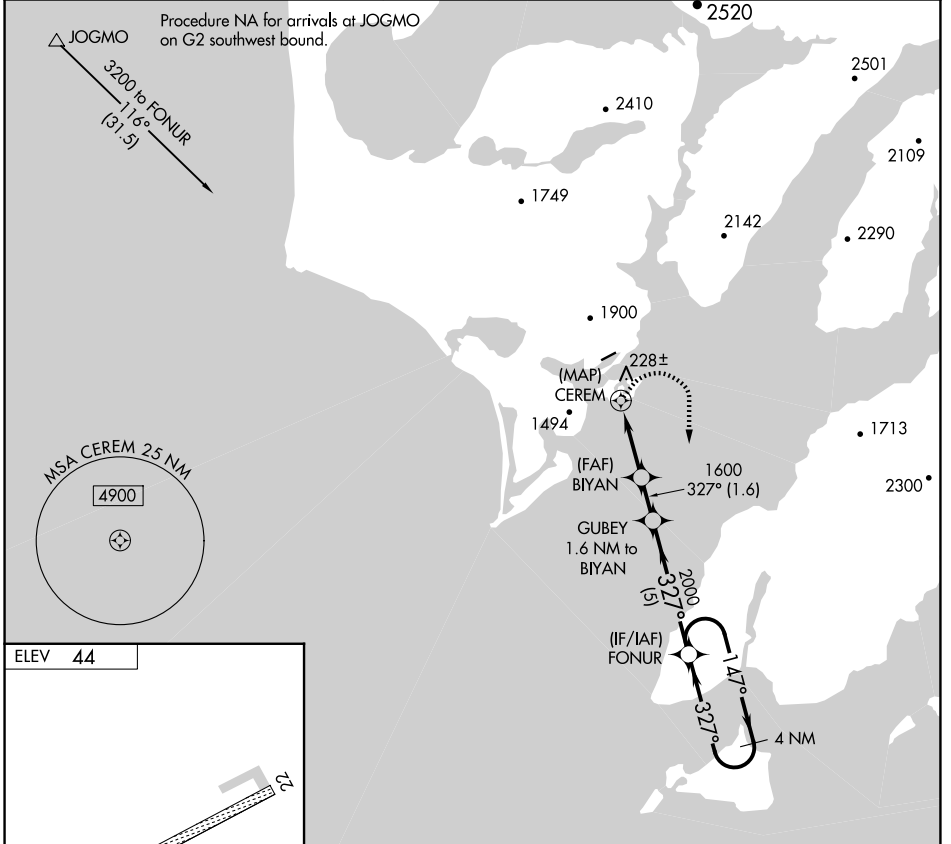 Procedure NA for arrivals at JOGMO
on G2 southwest bound.
JOGMO
3200 to FONUR
116°
(31.5)
2520
2501
2410
2109
1749
2142
2290
1900
228±
(MAP)
CEREM
1494
1713
2300
MSA CEREM 25 NM
4900
(FAF)
BIYAN
1600
327° (1.6)
GUBEY
1.6 NM to
BIYAN
2000
327°
(5)
(IF/IAF)
FONUR
147°
327°
4 NM
ELEV 44
22